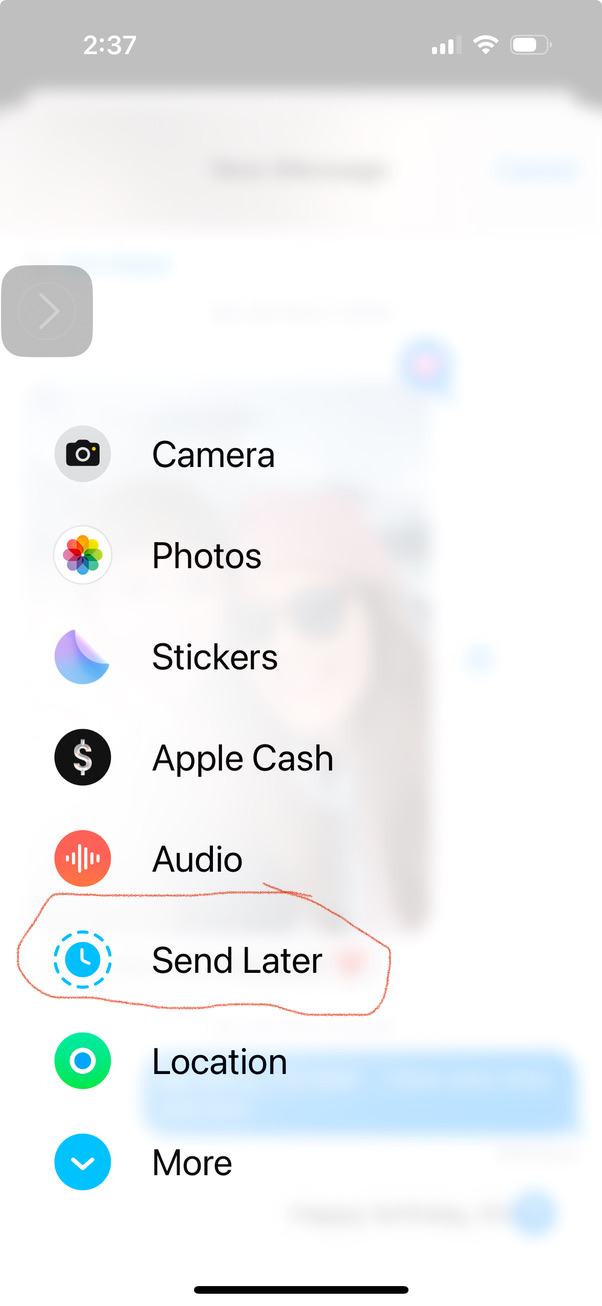 2:37
Camera
Photos
Stickers
$
Apple Cash
Audio
Send Later
Location
More